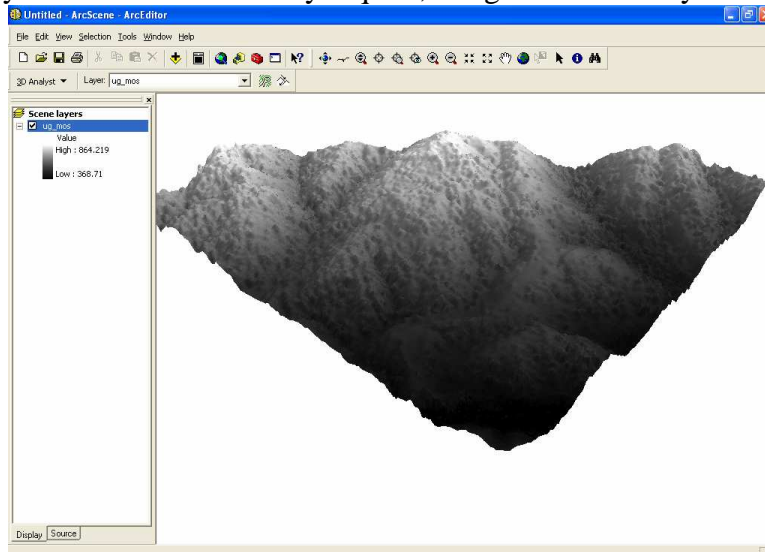 Untitled - ArcScene - ArcEditor
File Edit View Selection Tools Window Help
3D Analyst Layer: ug_mos
Scene layers
ug_mos
Value
High : 864.219
Low : 368.71
Display Source